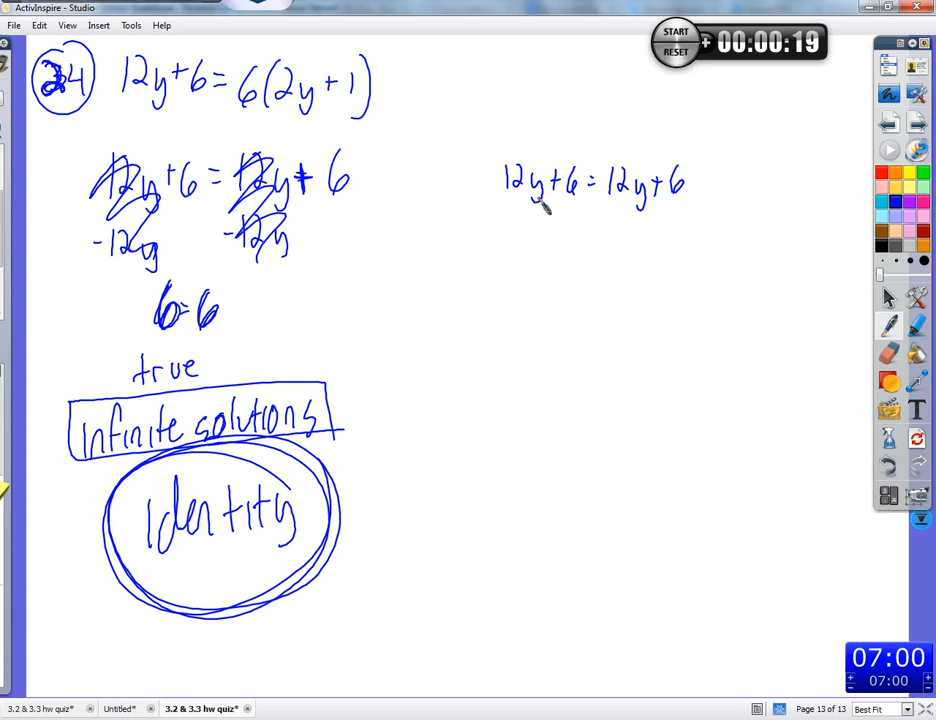 ActivInspire - Studio
File Edit View Insert Tools Help
START
RESET
00:00:19
24 12y+6=6(2y+1)
12y+6=12y+6
-12y -12y
6=6
true
infinite solutions
identity
12y+6=12y+6
07:00
07:00
3.2 & 3.3 hw quiz* Untitled* 3.2 & 3.3 hw quiz*
Page 13 of 13 Best Fit